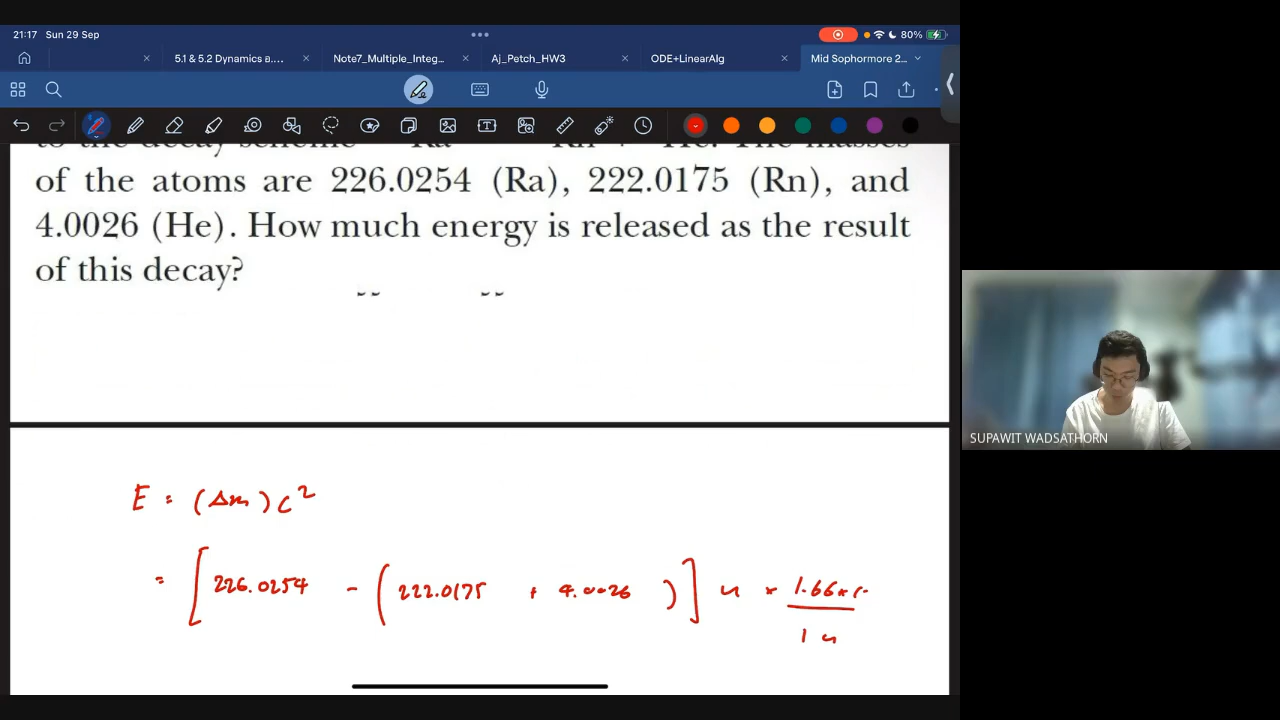 21:17 Sun 29 Sep
80%
5.1 & 5.2 Dynamics a.... Note7_Multiple_Integ... Aj_Petch_HW3 ODE+LinearAlg Mid Sophormore 2...
of the atoms are 226.0254 (Ra), 222.0175 (Rn), and
4.0026 (He). How much energy is released as the result
of this decay?
SUPAWIT WADSATHORN
E = (Δm)c²
= [226.0254 - (222.0175 + 4.0026)] u × 1.66×
1 u